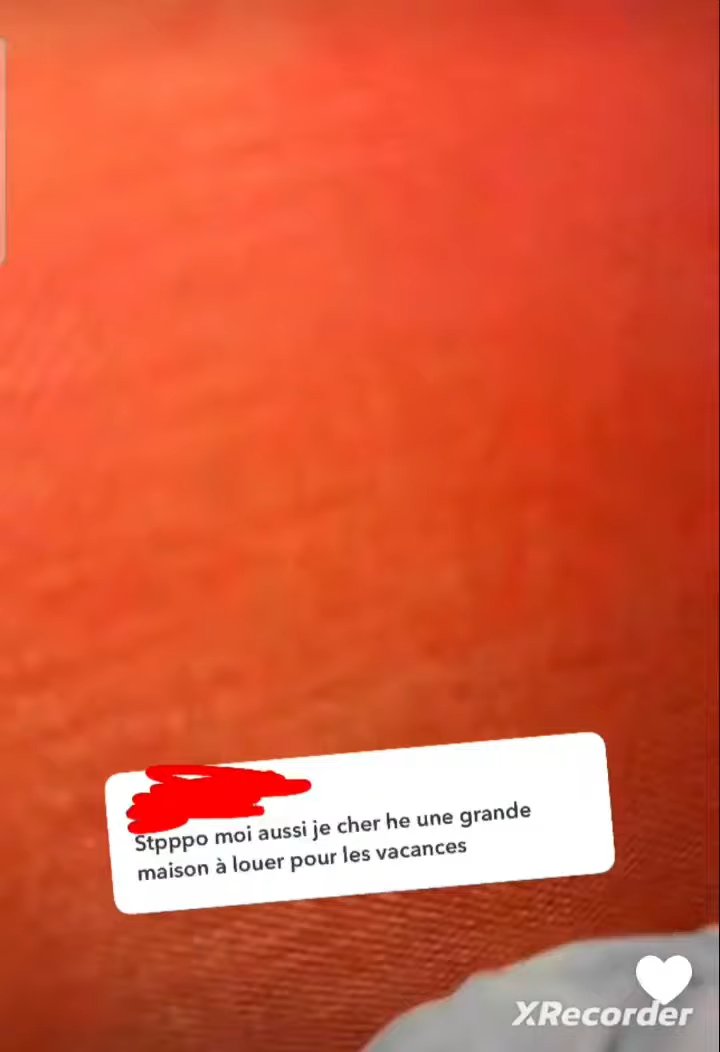 Stpppo moi aussi je cher he une grande
maison à louer pour les vacances
XRecorder